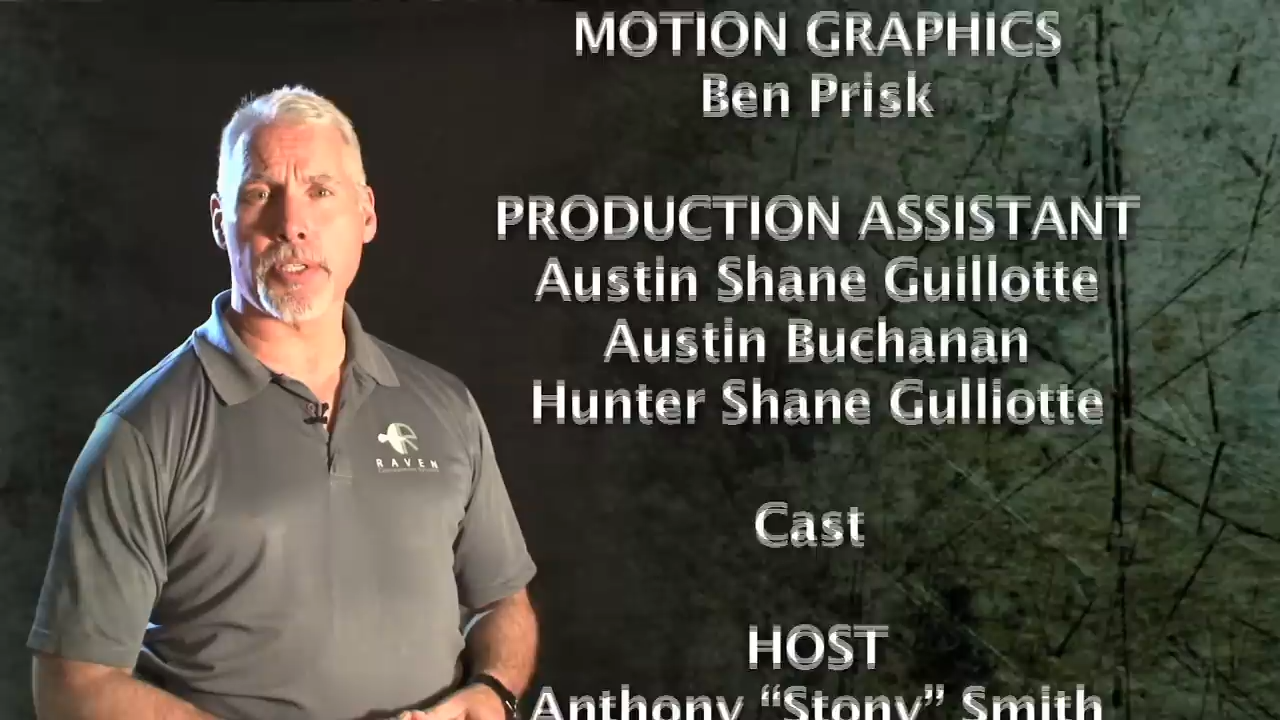 MOTION GRAPHICS
Ben Prisk
PRODUCTION ASSISTANT
Austin Shane Guillotte
Austin Buchanan
Hunter Shane Gulliotte
RAVEN
Cast
HOST
Anthony “Stony” Smith